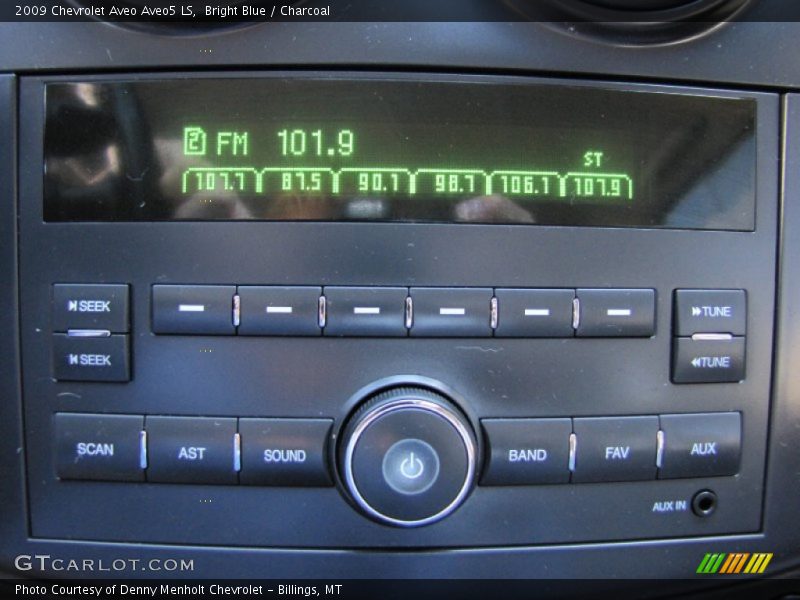 2009 Chevrolet Aveo Aveo5 LS, Bright Blue / Charcoal
2 FM 101.9
ST
107.7 87.5 90.1 98.7 106.1 107.9
SEEK
TUNE
SEEK
TUNE
SCAN AST SOUND BAND FAV AUX
AUX IN
GTCARLOT.COM
Photo Courtesy of Denny Menholt Chevrolet - Billings, MT